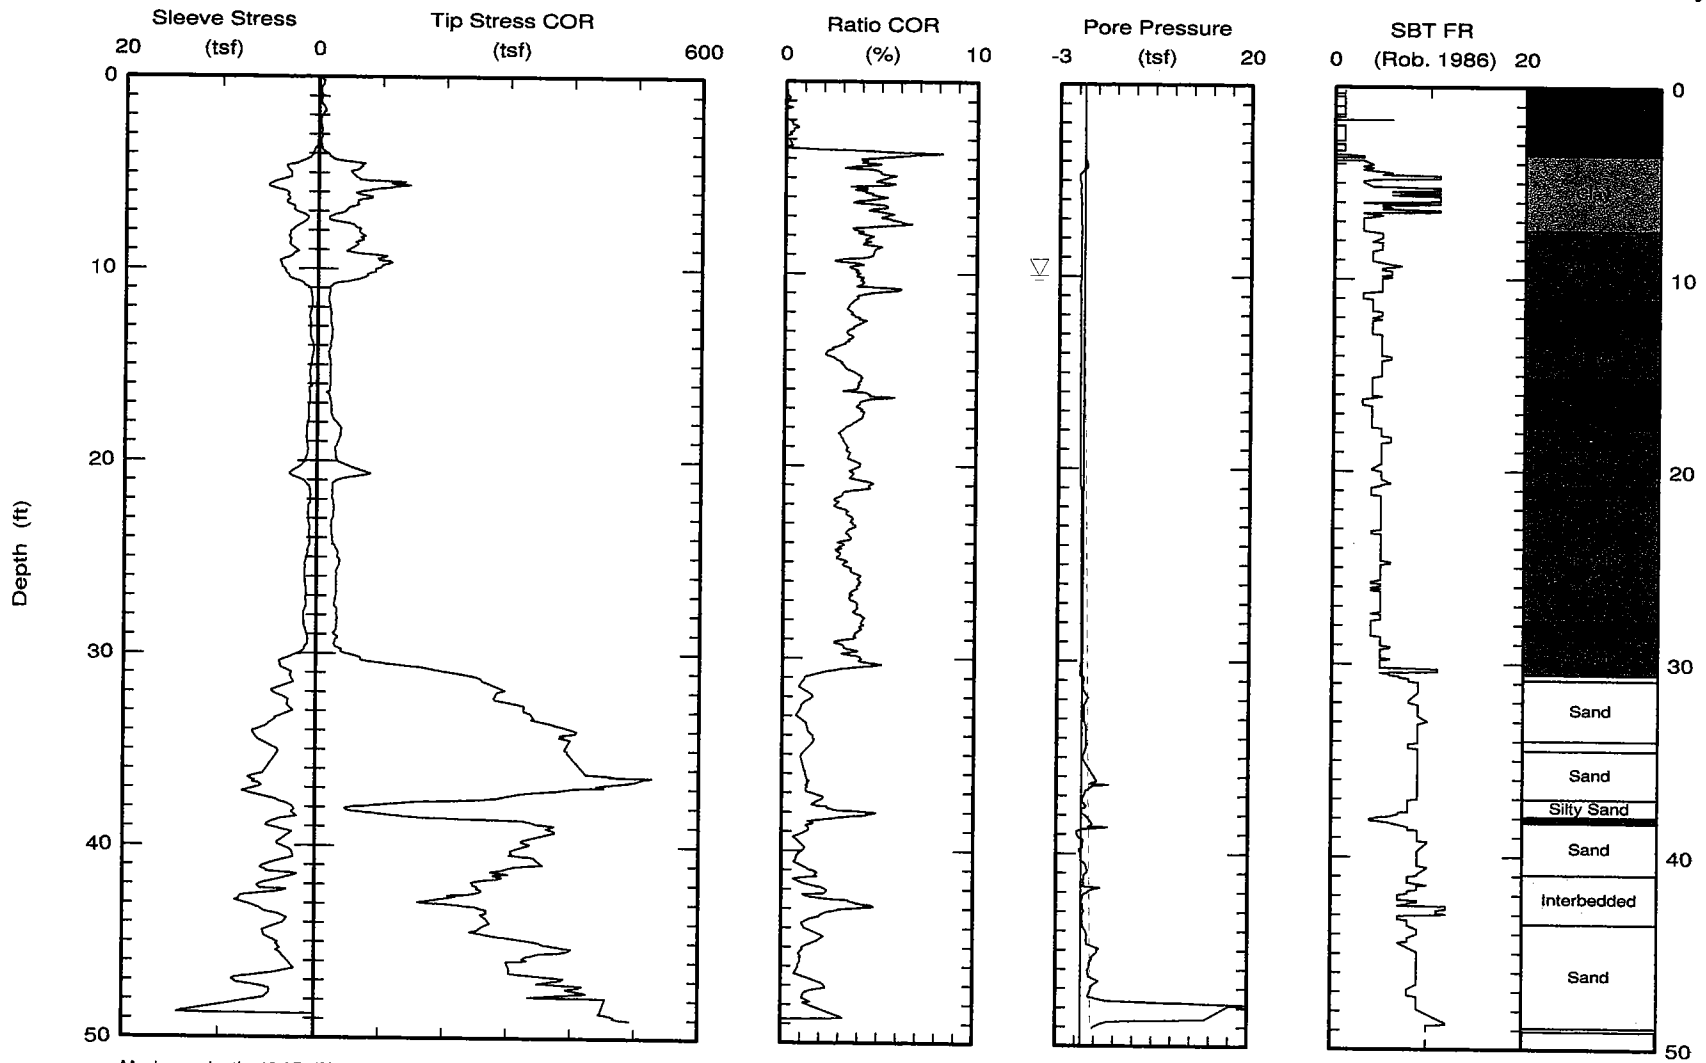 Sleeve Stress
(tsf)
20
0
Tip Stress COR
(tsf)
600
Ratio COR
(%)
0
10
Pore Pressure
(tsf)
-3
20
SBT FR
(Rob. 1986)
0
20
0
10
20
30
40
50
Depth (ft)
0
10
20
30
40
50
Sand
Sand
Silty Sand
Sand
Interbedded
Sand